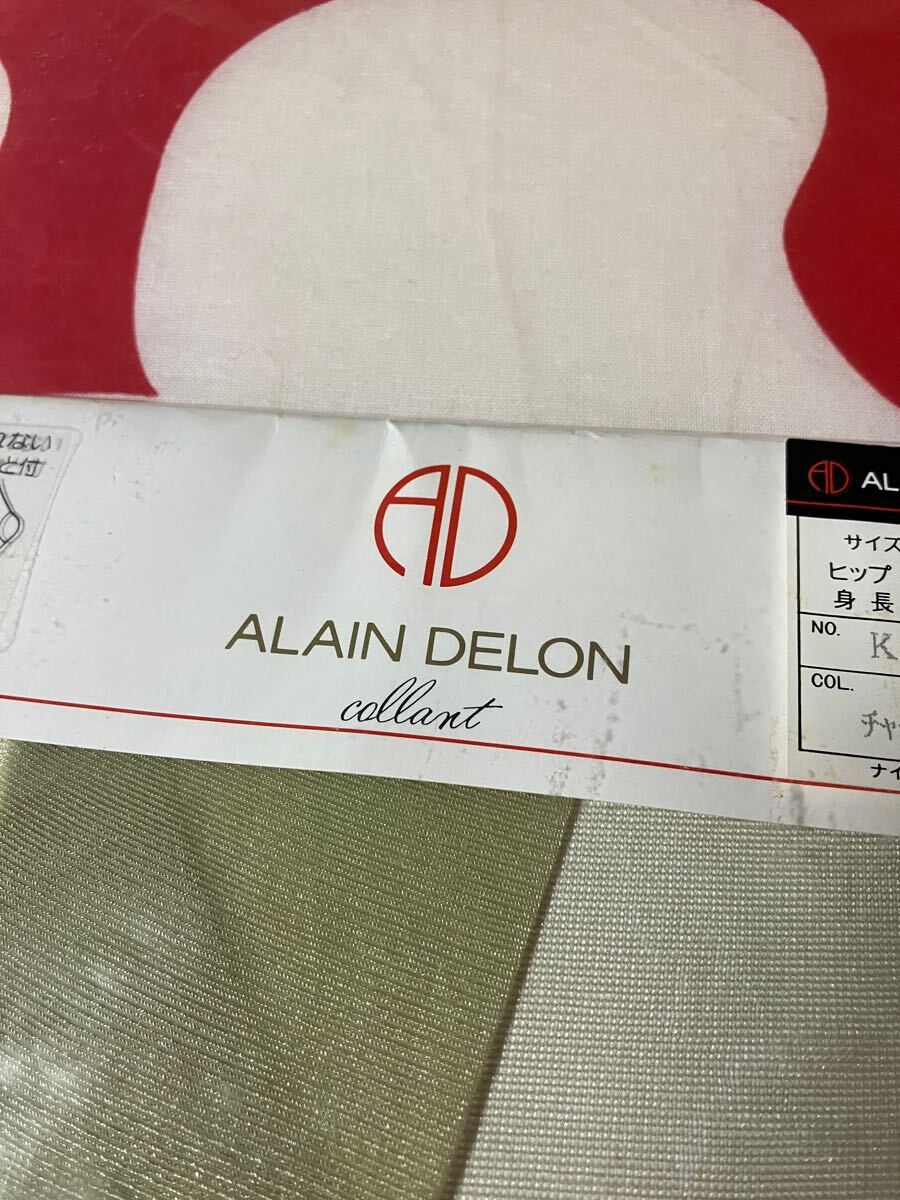 ない
と付
AD
ALAIN DELON
collant
AD AL
サイズ
ヒップ
身長
NO. K
COL.
チャ
ナイ